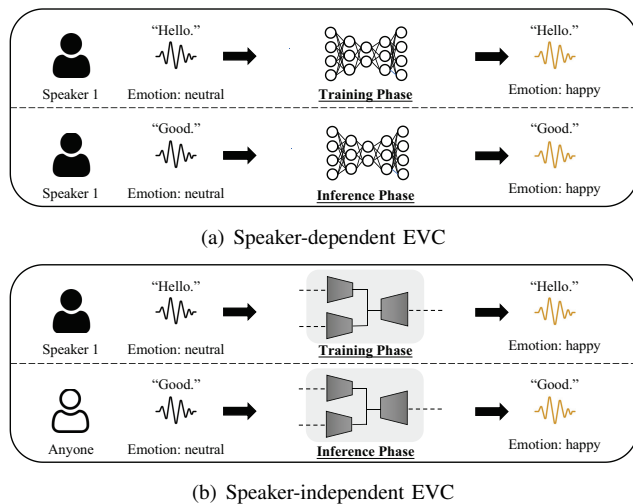 “Hello.” “Hello.”
Speaker 1 Emotion: neutral Training Phase Emotion: happy
“Good.” “Good.”
Speaker 1 Emotion: neutral Inference Phase Emotion: happy
(a) Speaker-dependent EVC
“Hello.” “Hello.”
Speaker 1 Emotion: neutral Training Phase Emotion: happy
“Good.” “Good.”
Anyone Emotion: neutral Inference Phase Emotion: happy
(b) Speaker-independent EVC